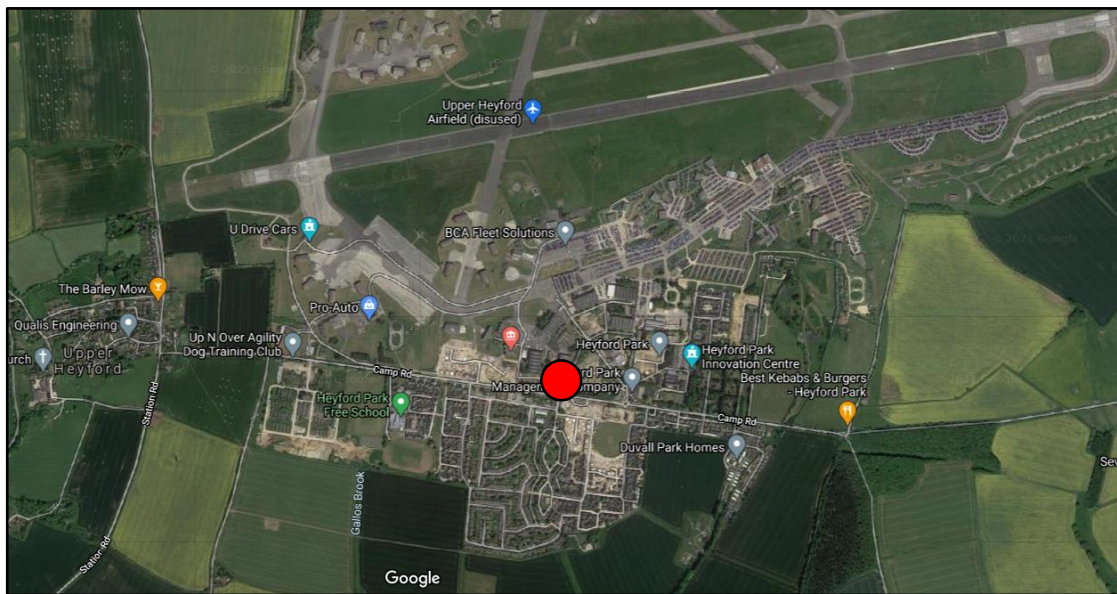 Upper Heyford
Airfield (disused)
U Drive Cars
BCA Fleet Solutions
The Barley Mow
Pro-Auto
Qualis Engineering
Up N Over Agility
Dog Training Club
Upper
Heyford
Heyford Park
Heyford Park
Innovation Centre
Park
Company
Best Kebabs & Burgers
- Heyford Park
Camp Rd
Camp Rd
Station Rd
Station Rd
Heyford Park
Free School
Duvall Park Homes
Gallos Brook
Google